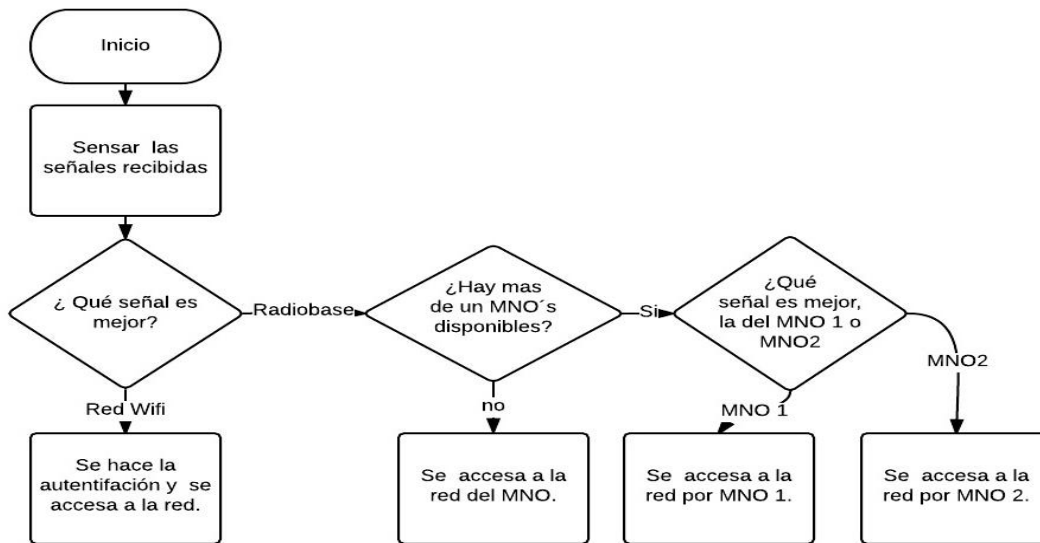 Inicio
Sensar las
señales recibidas
¿ Qué señal es
mejor?
Radiobase
¿Hay mas
de un MNO´s
disponibles?
Si
¿Qué
señal es mejor,
la del MNO 1 o
MNO2
MNO2
Red Wifi
no
MNO 1
Se hace la
autentifación y se
accesa a la red.
Se accesa a la
red del MNO.
Se accesa a la
red por MNO 1.
Se accesa a la
red por MNO 2.